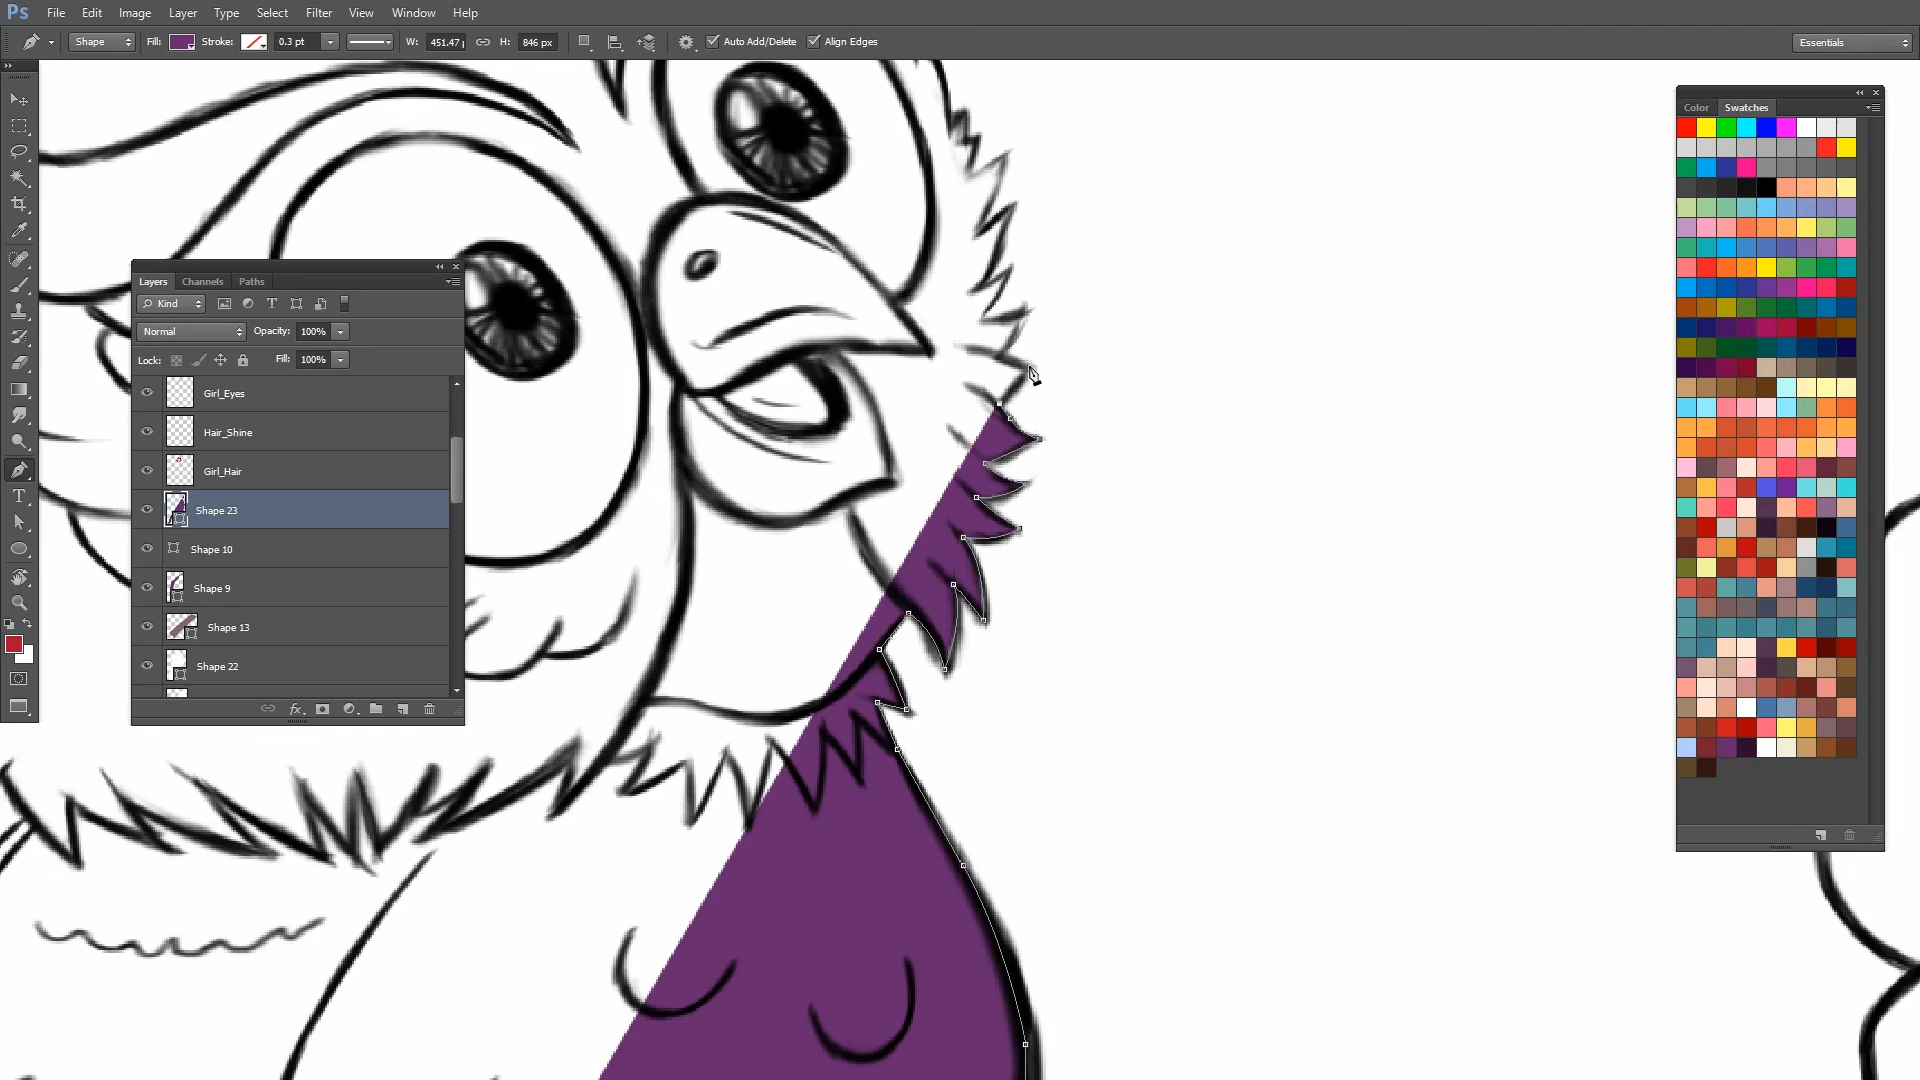 Ps File Edit Image Layer Type Select Filter View Window Help
Shape Fill: Stroke: 0.3 pt W: 451.47 H: 846 px Auto Add/Delete Align Edges Essentials
Color Swatches
Layers Channels Paths
Kind
Normal Opacity: 100%
Lock: Fill: 100%
Girl_Eyes
Hair_Shine
Girl_Hair
Shape 23
Shape 10
Shape 9
Shape 13
Shape 22
fx